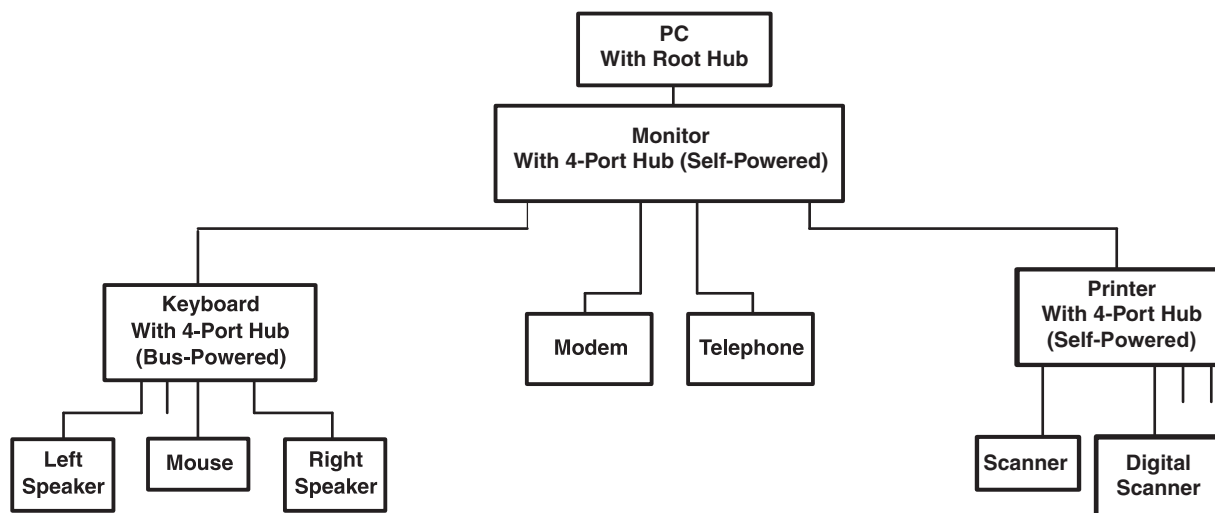 PC
With Root Hub
Monitor
With 4-Port Hub (Self-Powered)
Keyboard
With 4-Port Hub
(Bus-Powered)
Modem
Telephone
Printer
With 4-Port Hub
(Self-Powered)
Left
Speaker
Mouse
Right
Speaker
Scanner
Digital
Scanner